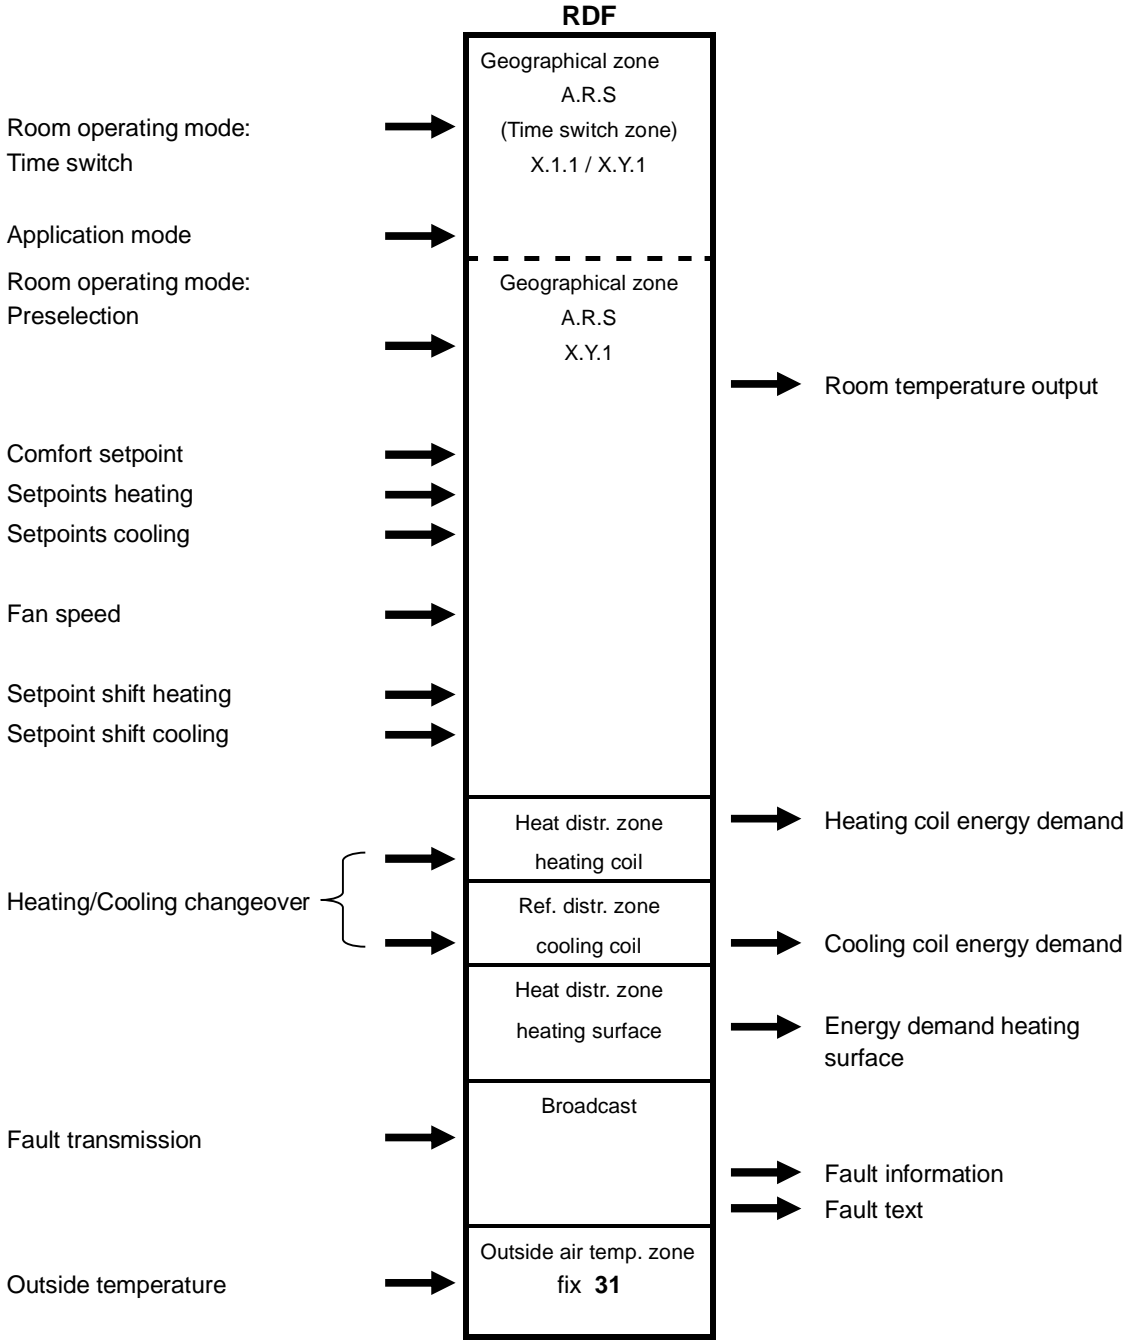 RDF
Geographical zone
A.R.S
(Time switch zone)
X.1.1 / X.Y.1
Room operating mode:
Time switch
Application mode
Room operating mode:
Preselection
Geographical zone
A.R.S
X.Y.1
Room temperature output
Comfort setpoint
Setpoints heating
Setpoints cooling
Fan speed
Setpoint shift heating
Setpoint shift cooling
Heat distr. zone
heating coil
Heating coil energy demand
Heating/Cooling changeover
Ref. distr. zone
cooling coil
Cooling coil energy demand
Heat distr. zone
heating surface
Energy demand heating
surface
Broadcast
Fault transmission
Fault information
Fault text
Outside air temp. zone
fix 31
Outside temperature